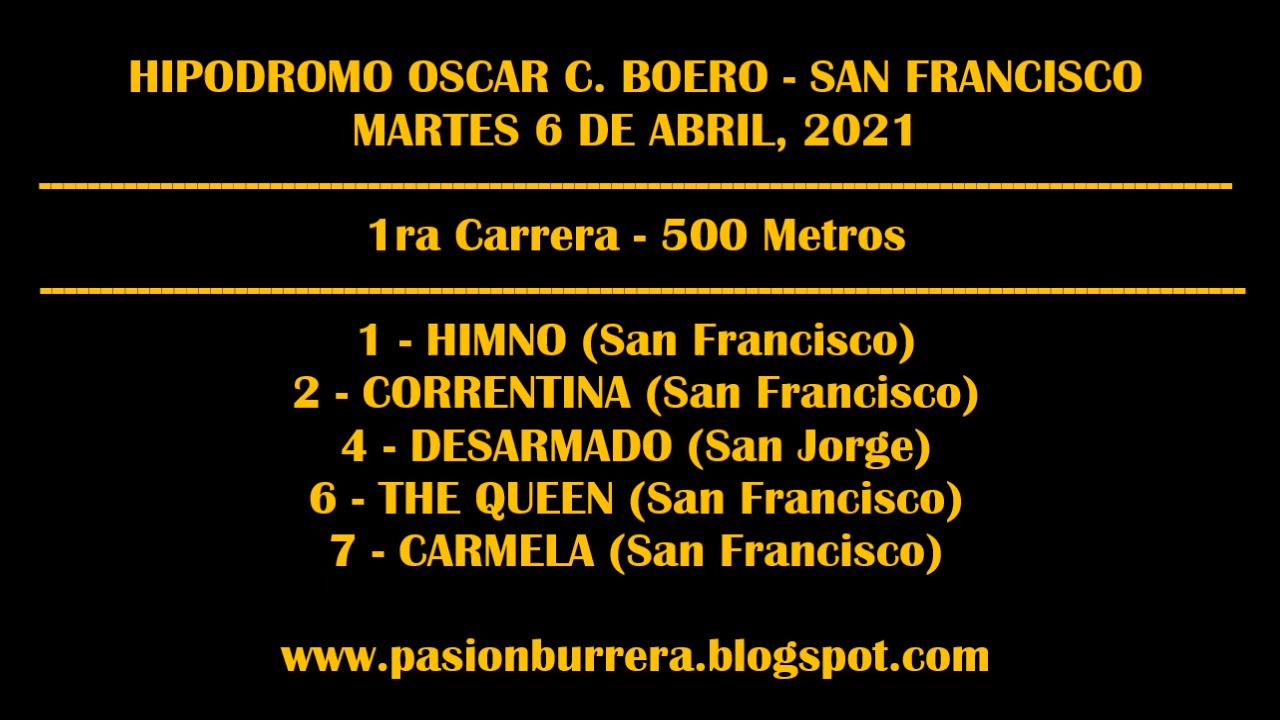 HIPODROMO OSCAR C. BOERO - SAN FRANCISCO
MARTES 6 DE ABRIL, 2021
1ra Carrera - 500 Metros
1 - HIMNO (San Francisco)
2 - CORRENTINA (San Francisco)
4 - DESARMADO (San Jorge)
6 - THE QUEEN (San Francisco)
7 - CARMELA (San Francisco)
www.pasionburrera.blogspot.com